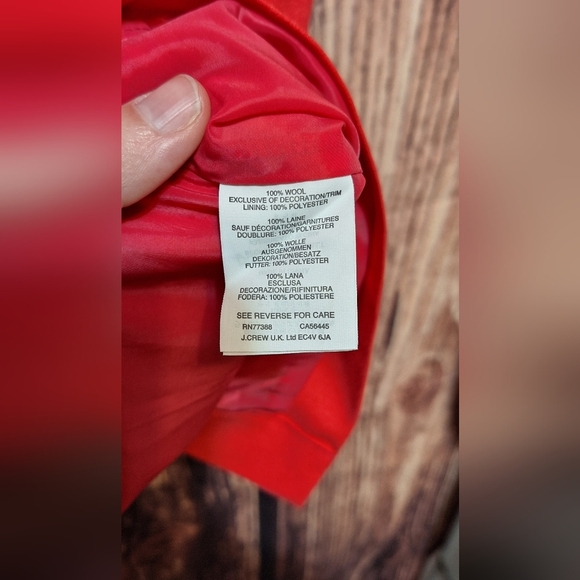 100% WOOL
EXCLUSIVE OF DECORATION/TRIM
LINING: 100% POLYESTER
100% LAINE
SAUF DÉCORATION/GARNITURES
DOUBLURE: 100% POLYESTER
100% WOLLE
AUSGENOMMEN
DEKORATION/BESATZ
FUTTER: 100% POLYESTER
100% LANA
ESCLUSA
DECORAZIONE/RIFINITURA
FODERA: 100% POLIESTERE
SEE REVERSE FOR CARE
RN77388 CA56445
J.CREW U.K. Ltd EC4V 6JA